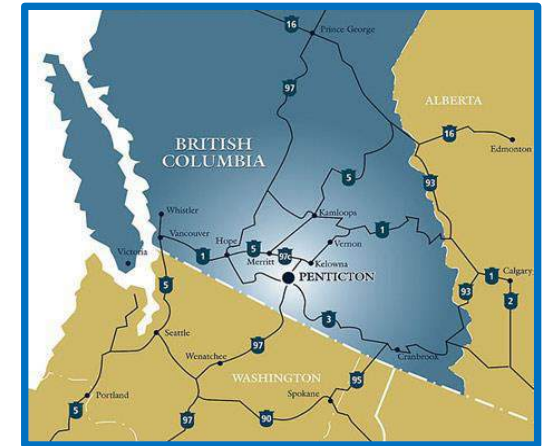 16
Prince George
97
ALBERTA
16
Edmonton
BRITISH
COLUMBIA
5
93
Whistler
Kamloops
Vancouver
1
Victoria
Hope
5
Vernon
1
Merritt
97c
Kelowna
1
Calgary
PENTICTON
5
93
2
3
Seattle
97
Cranbrook
Wenatchee
WASHINGTON
95
Portland
Spokane
5
97
90